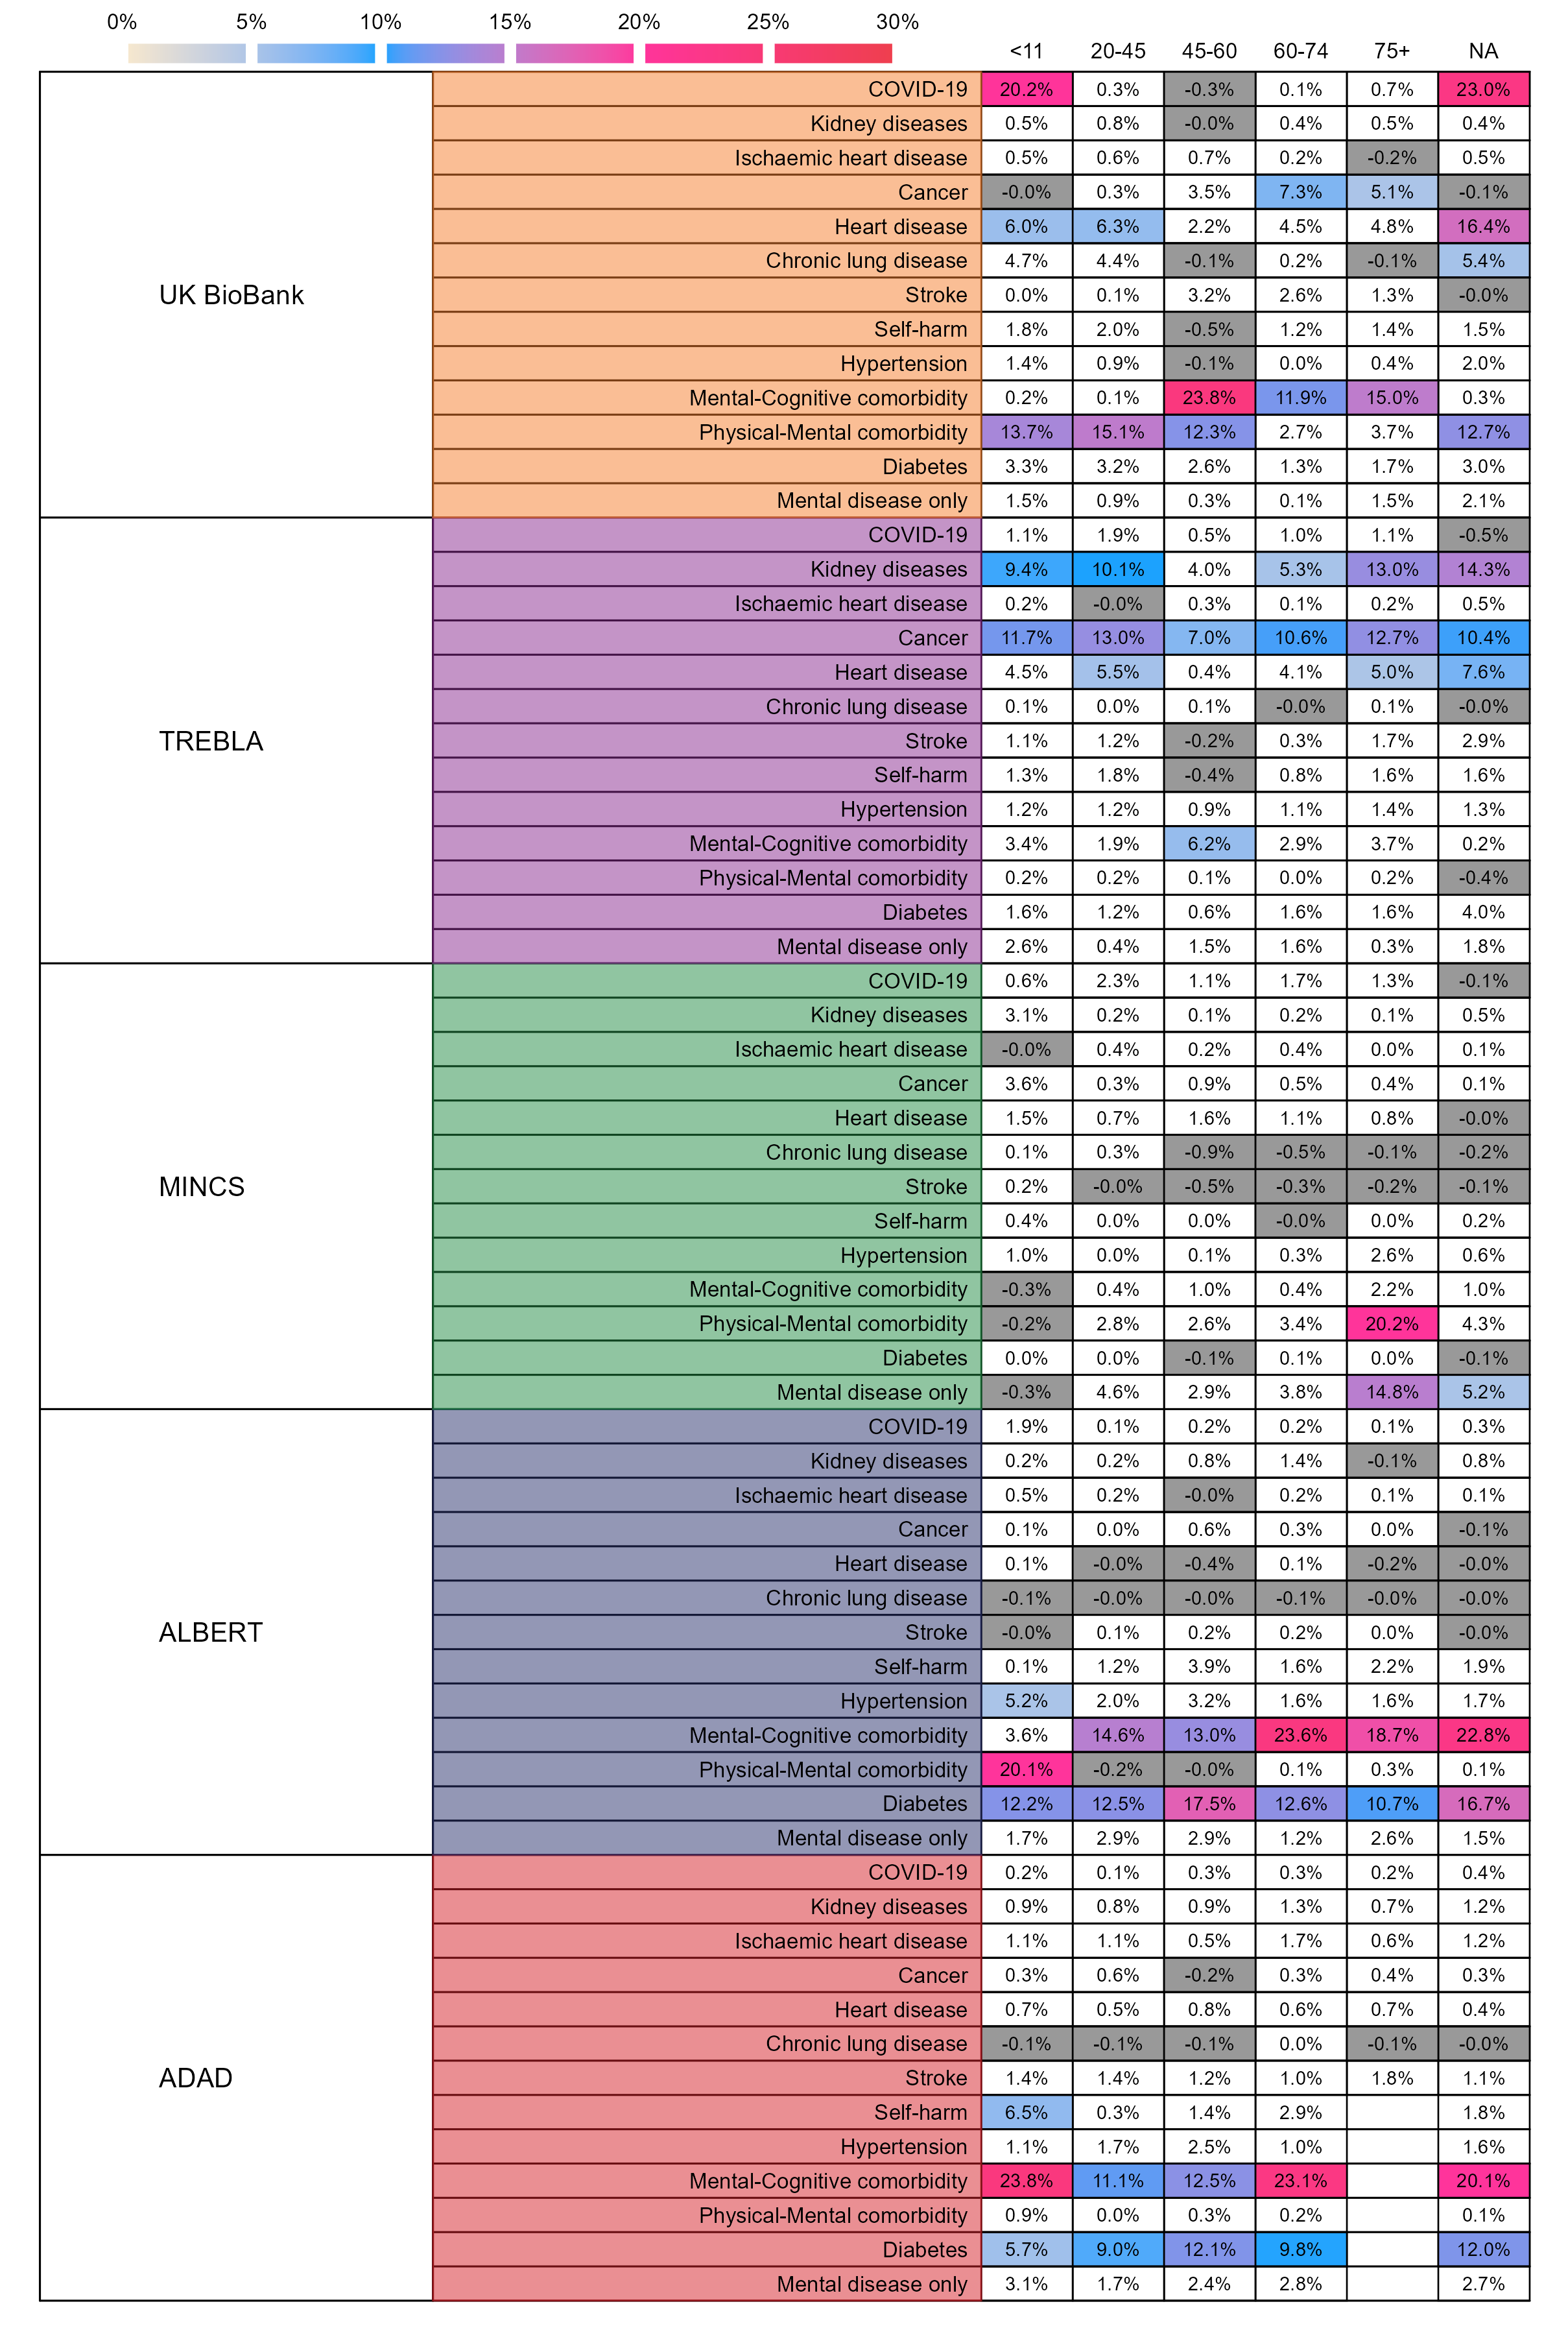 0% 5% 10% 15% 20% 25% 30%
<11 20-45 45-60 60-74 75+ NA
UK BioBank
COVID-19 20.2% 0.3% -0.3% 0.1% 0.7% 23.0%
Kidney diseases 0.5% 0.8% -0.0% 0.4% 0.5% 0.4%
Ischaemic heart disease 0.5% 0.6% 0.7% 0.2% -0.2% 0.5%
Cancer -0.0% 0.3% 3.5% 7.3% 5.1% -0.1%
Heart disease 6.0% 6.3% 2.2% 4.5% 4.8% 16.4%
Chronic lung disease 4.7% 4.4% -0.1% 0.2% -0.1% 5.4%
Stroke 0.0% 0.1% 3.2% 2.6% 1.3% -0.0%
Self-harm 1.8% 2.0% -0.5% 1.2% 1.4% 1.5%
Hypertension 1.4% 0.9% -0.1% 0.0% 0.4% 2.0%
Mental-Cognitive comorbidity 0.2% 0.1% 23.8% 11.9% 15.0% 0.3%
Physical-Mental comorbidity 13.7% 15.1% 12.3% 2.7% 3.7% 12.7%
Diabetes 3.3% 3.2% 2.6% 1.3% 1.7% 3.0%
Mental disease only 1.5% 0.9% 0.3% 0.1% 1.5% 2.1%
TREBLA
COVID-19 1.1% 1.9% 0.5% 1.0% 1.1% -0.5%
Kidney diseases 9.4% 10.1% 4.0% 5.3% 13.0% 14.3%
Ischaemic heart disease 0.2% -0.0% 0.3% 0.1% 0.2% 0.5%
Cancer 11.7% 13.0% 7.0% 10.6% 12.7% 10.4%
Heart disease 4.5% 5.5% 0.4% 4.1% 5.0% 7.6%
Chronic lung disease 0.1% 0.0% 0.1% -0.0% 0.1% -0.0%
Stroke 1.1% 1.2% -0.2% 0.3% 1.7% 2.9%
Self-harm 1.3% 1.8% -0.4% 0.8% 1.6% 1.6%
Hypertension 1.2% 1.2% 0.9% 1.1% 1.4% 1.3%
Mental-Cognitive comorbidity 3.4% 1.9% 6.2% 2.9% 3.7% 0.2%
Physical-Mental comorbidity 0.2% 0.2% 0.1% 0.0% 0.2% -0.4%
Diabetes 1.6% 1.2% 0.6% 1.6% 1.6% 4.0%
Mental disease only 2.6% 0.4% 1.5% 1.6% 0.3% 1.8%
MINCS
COVID-19 0.6% 2.3% 1.1% 1.7% 1.3% -0.1%
Kidney diseases 3.1% 0.2% 0.1% 0.2% 0.1% 0.5%
Ischaemic heart disease -0.0% 0.4% 0.2% 0.4% 0.0% 0.1%
Cancer 3.6% 0.3% 0.9% 0.5% 0.4% 0.1%
Heart disease 1.5% 0.7% 1.6% 1.1% 0.8% -0.0%
Chronic lung disease 0.1% 0.3% -0.9% -0.5% -0.1% -0.2%
Stroke 0.2% -0.0% -0.5% -0.3% -0.2% -0.1%
Self-harm 0.4% 0.0% 0.0% -0.0% 0.0% 0.2%
Hypertension 1.0% 0.0% 0.1% 0.3% 2.6% 0.6%
Mental-Cognitive comorbidity -0.3% 0.4% 1.0% 0.4% 2.2% 1.0%
Physical-Mental comorbidity -0.2% 2.8% 2.6% 3.4% 20.2% 4.3%
Diabetes 0.0% 0.0% -0.1% 0.1% 0.0% -0.1%
Mental disease only -0.3% 4.6% 2.9% 3.8% 14.8% 5.2%
ALBERT
COVID-19 1.9% 0.1% 0.2% 0.2% 0.1% 0.3%
Kidney diseases 0.2% 0.2% 0.8% 1.4% -0.1% 0.8%
Ischaemic heart disease 0.5% 0.2% -0.0% 0.2% 0.1% 0.1%
Cancer 0.1% 0.0% 0.6% 0.3% 0.0% -0.1%
Heart disease 0.1% -0.0% -0.4% 0.1% -0.2% -0.0%
Chronic lung disease -0.1% -0.0% -0.0% -0.1% -0.0% -0.0%
Stroke -0.0% 0.1% 0.2% 0.2% 0.0% -0.0%
Self-harm 0.1% 1.2% 3.9% 1.6% 2.2% 1.9%
Hypertension 5.2% 2.0% 3.2% 1.6% 1.6% 1.7%
Mental-Cognitive comorbidity 3.6% 14.6% 13.0% 23.6% 18.7% 22.8%
Physical-Mental comorbidity 20.1% -0.2% -0.0% 0.1% 0.3% 0.1%
Diabetes 12.2% 12.5% 17.5% 12.6% 10.7% 16.7%
Mental disease only 1.7% 2.9% 2.9% 1.2% 2.6% 1.5%
ADAD
COVID-19 0.2% 0.1% 0.3% 0.3% 0.2% 0.4%
Kidney diseases 0.9% 0.8% 0.9% 1.3% 0.7% 1.2%
Ischaemic heart disease 1.1% 1.1% 0.5% 1.7% 0.6% 1.2%
Cancer 0.3% 0.6% -0.2% 0.3% 0.4% 0.3%
Heart disease 0.7% 0.5% 0.8% 0.6% 0.7% 0.4%
Chronic lung disease -0.1% -0.1% -0.1% 0.0% -0.1% -0.0%
Stroke 1.4% 1.4% 1.2% 1.0% 1.8% 1.1%
Self-harm 6.5% 0.3% 1.4% 2.9% 1.8%
Hypertension 1.1% 1.7% 2.5% 1.0% 1.6%
Mental-Cognitive comorbidity 23.8% 11.1% 12.5% 23.1% 20.1%
Physical-Mental comorbidity 0.9% 0.0% 0.3% 0.2% 0.1%
Diabetes 5.7% 9.0% 12.1% 9.8% 12.0%
Mental disease only 3.1% 1.7% 2.4% 2.8% 2.7%